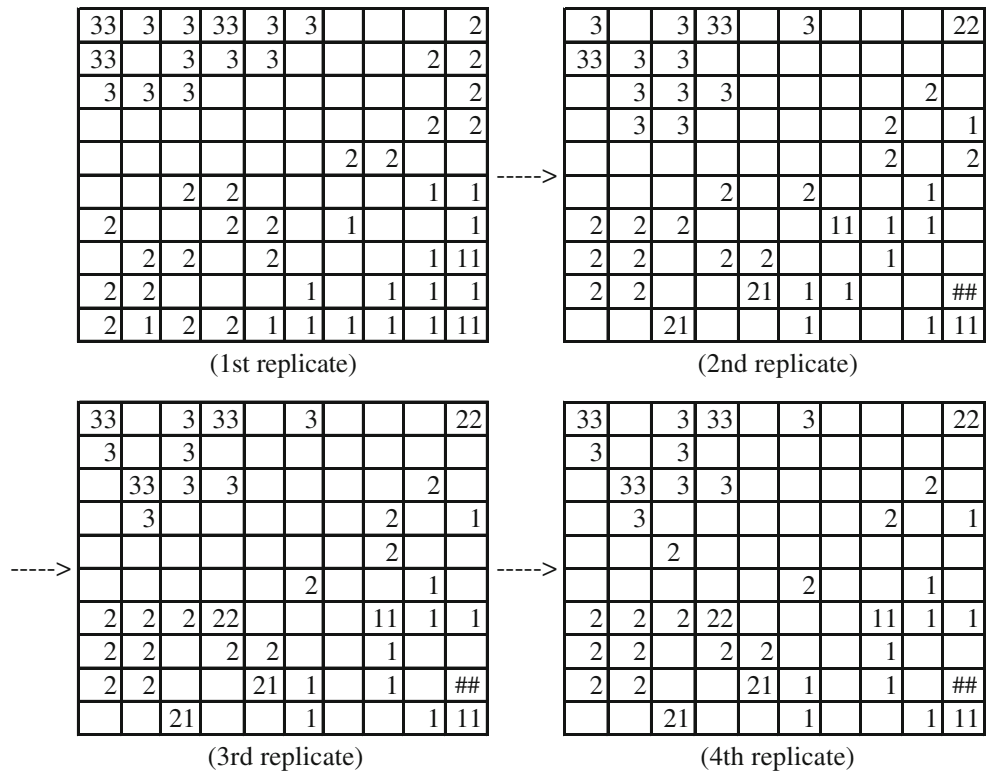 33 3 3 33 3 3 2
33 3 3 3 2 2
3 3 3 2
2 2
2 2
2 2 1 1
2 2 2 1 1
2 2 2 1 11
2 2 1 1 1 1
2 1 2 2 1 1 1 1 1 11
(1st replicate)
----->
3 3 33 3 22
33 3 3
3 3 3 2
3 3 2 1
2 2
2 2 1
2 2 2 11 1 1
2 2 2 2 1
2 2 21 1 1 ##
21 1 1 11
(2nd replicate)
----->
33 3 33 3 22
3 3
33 3 3 2
3 2 1
2
2 1
2 2 2 22 11 1 1
2 2 2 2 1
2 2 21 1 1 ##
21 1 1 11
(3rd replicate)
----->
33 3 33 3 22
3 3
33 3 3 2
3 2 1
2
2 1
2 2 2 22 11 1 1
2 2 2 2 1
2 2 21 1 1 ##
21 1 1 11
(4th replicate)